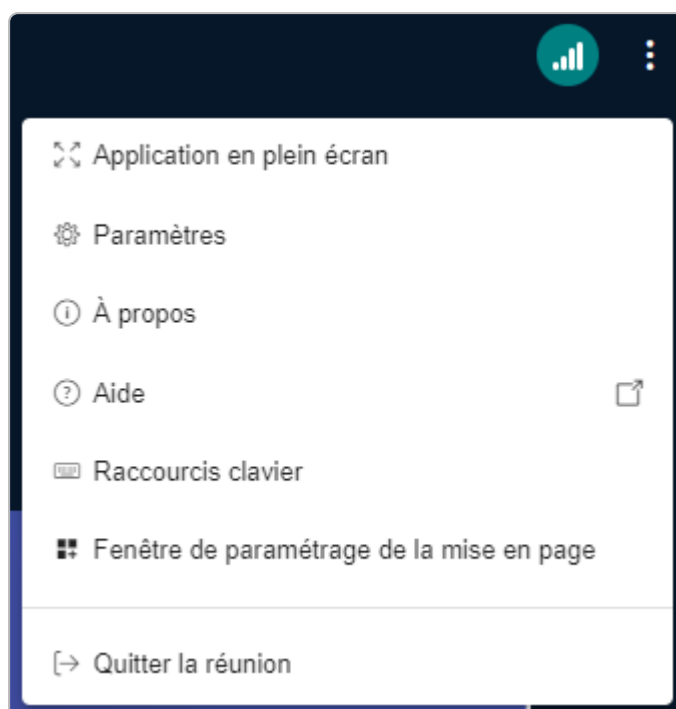 Application en plein écran
Paramètres
À propos
Aide
Raccourcis clavier
Fenêtre de paramétrage de la mise en page
Quitter la réunion